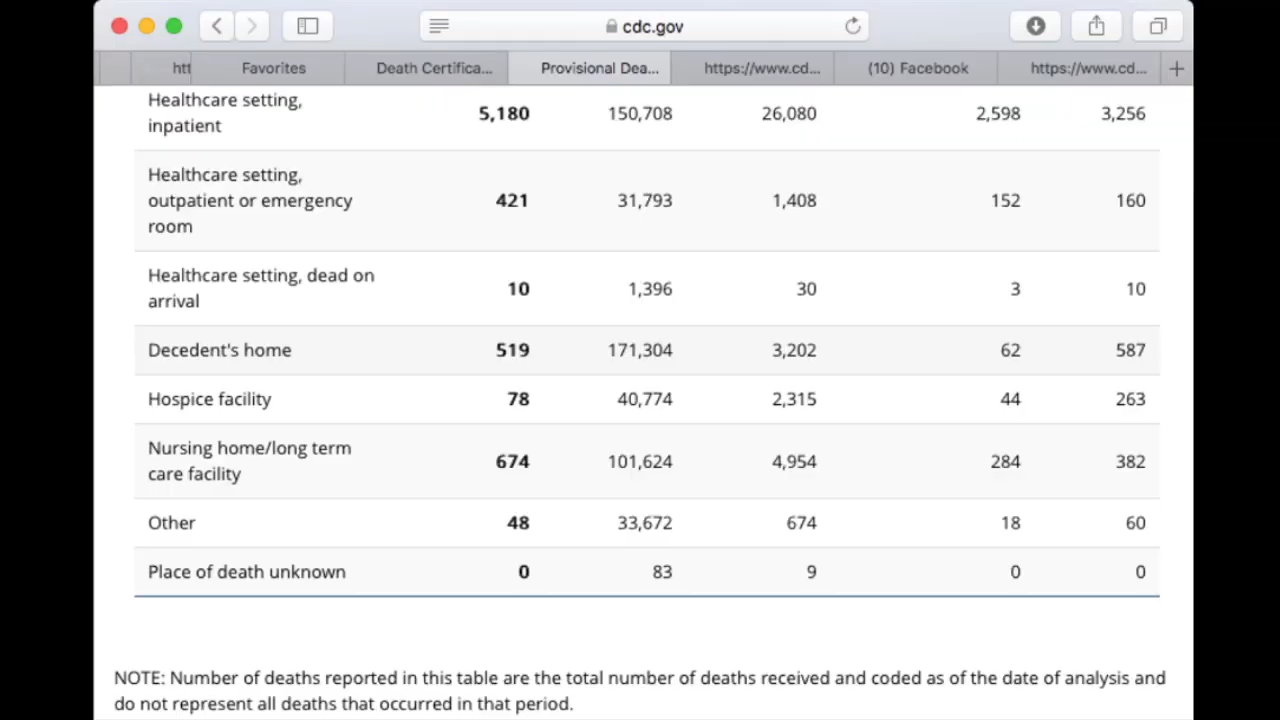 cdc.gov
htt Favorites Death Certifica... Provisional Dea... https://www.cd... (10) Facebook https://www.cd... +
Healthcare setting,
inpatient 5,180 150,708 26,080 2,598 3,256
Healthcare setting,
outpatient or emergency 421 31,793 1,408 152 160
room
Healthcare setting, dead on
arrival 10 1,396 30 3 10
Decedent's home 519 171,304 3,202 62 587
Hospice facility 78 40,774 2,315 44 263
Nursing home/long term
care facility 674 101,624 4,954 284 382
Other 48 33,672 674 18 60
Place of death unknown 0 83 9 0 0
NOTE: Number of deaths reported in this table are the total number of deaths received and coded as of the date of analysis and
do not represent all deaths that occurred in that period.